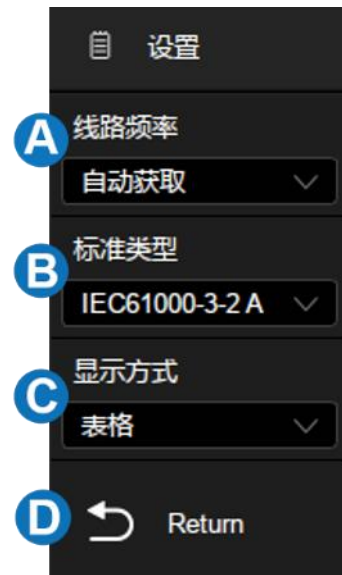 设置
A
线路频率
自动获取
B
标准类型
IEC61000-3-2 A
C
显示方式
表格
D
Return